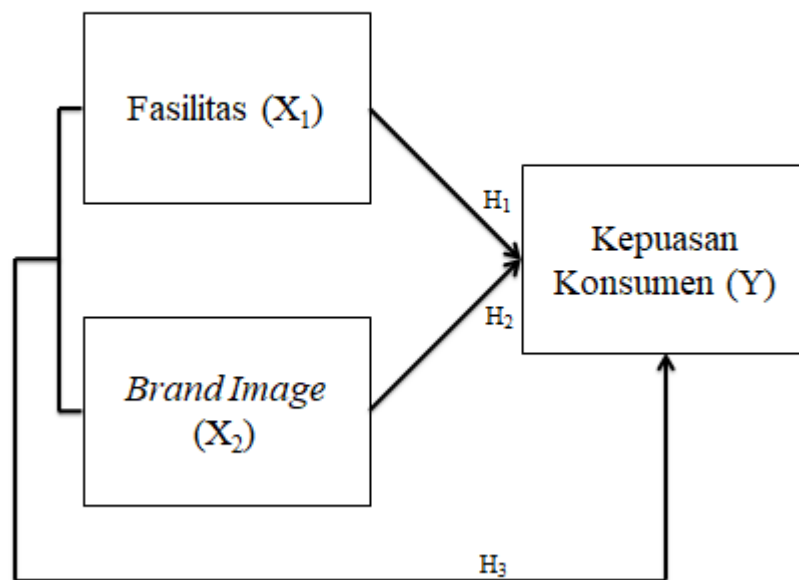 Fasilitas (X₁)
H₁
Kepuasan
Konsumen (Y)
H₂
Brand Image
(X₂)
H₃